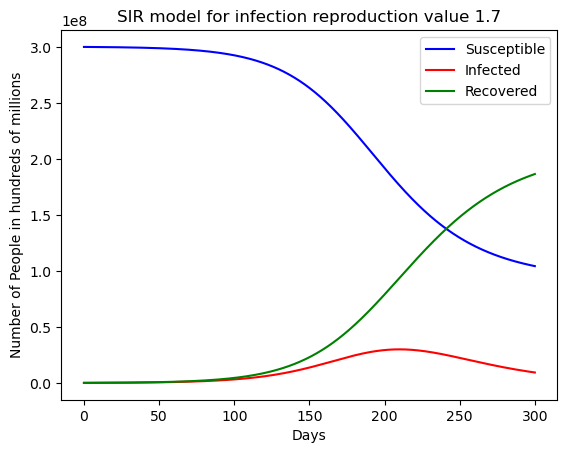 SIR model for infection reproduction value 1.7
1e8
3.0
2.5
2.0
1.5
1.0
0.5
0.0
Number of People in hundreds of millions
Susceptible
Infected
Recovered
0 50 100 150 200 250 300
Days